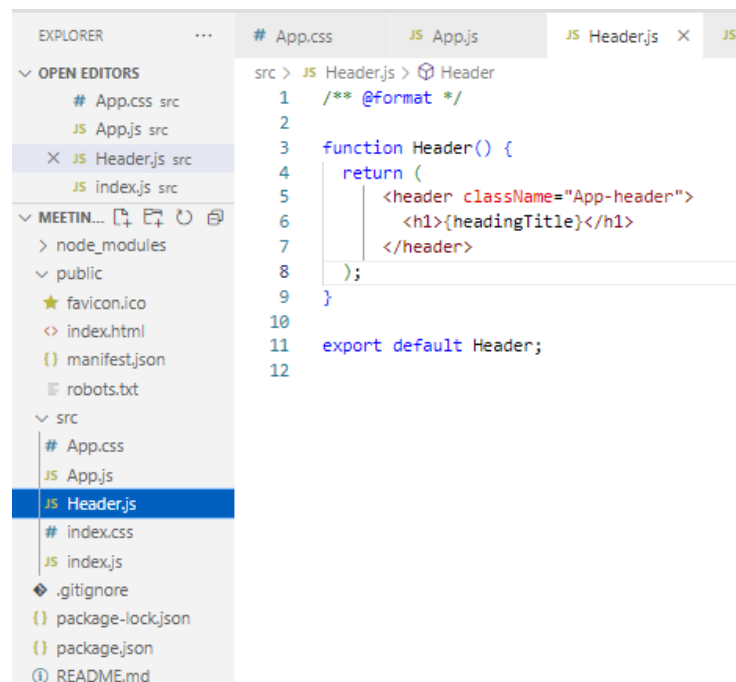 EXPLORER ...
# App.css JS App.js JS Header.js × JS
OPEN EDITORS
# App.css src
JS App.js src
× JS Header.js src
JS index.js src
MEETIN...
node_modules
public
favicon.ico
<> index.html
{} manifest.json
robots.txt
src
# App.css
JS App.js
JS Header.js
# index.css
JS index.js
.gitignore
{} package-lock.json
{} package.json
README.md
src > JS Header.js > Header
1 /** @format */
2
3 function Header() {
4 return (
5 <header className="App-header">
6 <h1>{headingTitle}</h1>
7 </header>
8 );
9 }
10
11 export default Header;
12